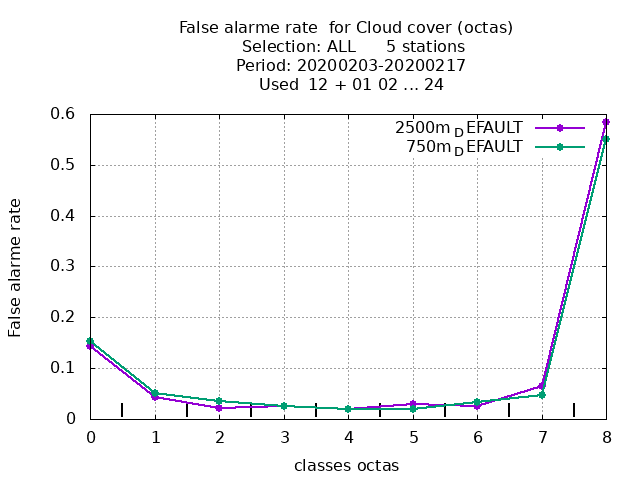 False alarme rate  for Cloud cover (octas)
Selection: ALL      5 stations
Period: 20200203-20200217
Used  12 + 01 02 ... 24
2500m_DEFAULT
750m_DEFAULT
False alarme rate
0.6
0.5
0.4
0.3
0.2
0.1
0
0 1 2 3 4 5 6 7 8
classes octas